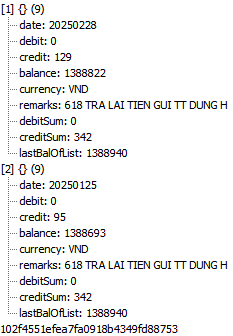 [1] {} (9)
date: 20250228
debit: 0
credit: 129
balance: 1388822
currency: VND
remarks: 618 TRA LAI TIEN GUI TT DUNG H
debitSum: 0
creditSum: 342
lastBalOfList: 1388940
[2] {} (9)
date: 20250125
debit: 0
credit: 95
balance: 1388693
currency: VND
remarks: 618 TRA LAI TIEN GUI TT DUNG H
debitSum: 0
creditSum: 342
lastBalOfList: 1388940
102f4551efea7fa0918b4349fd88753